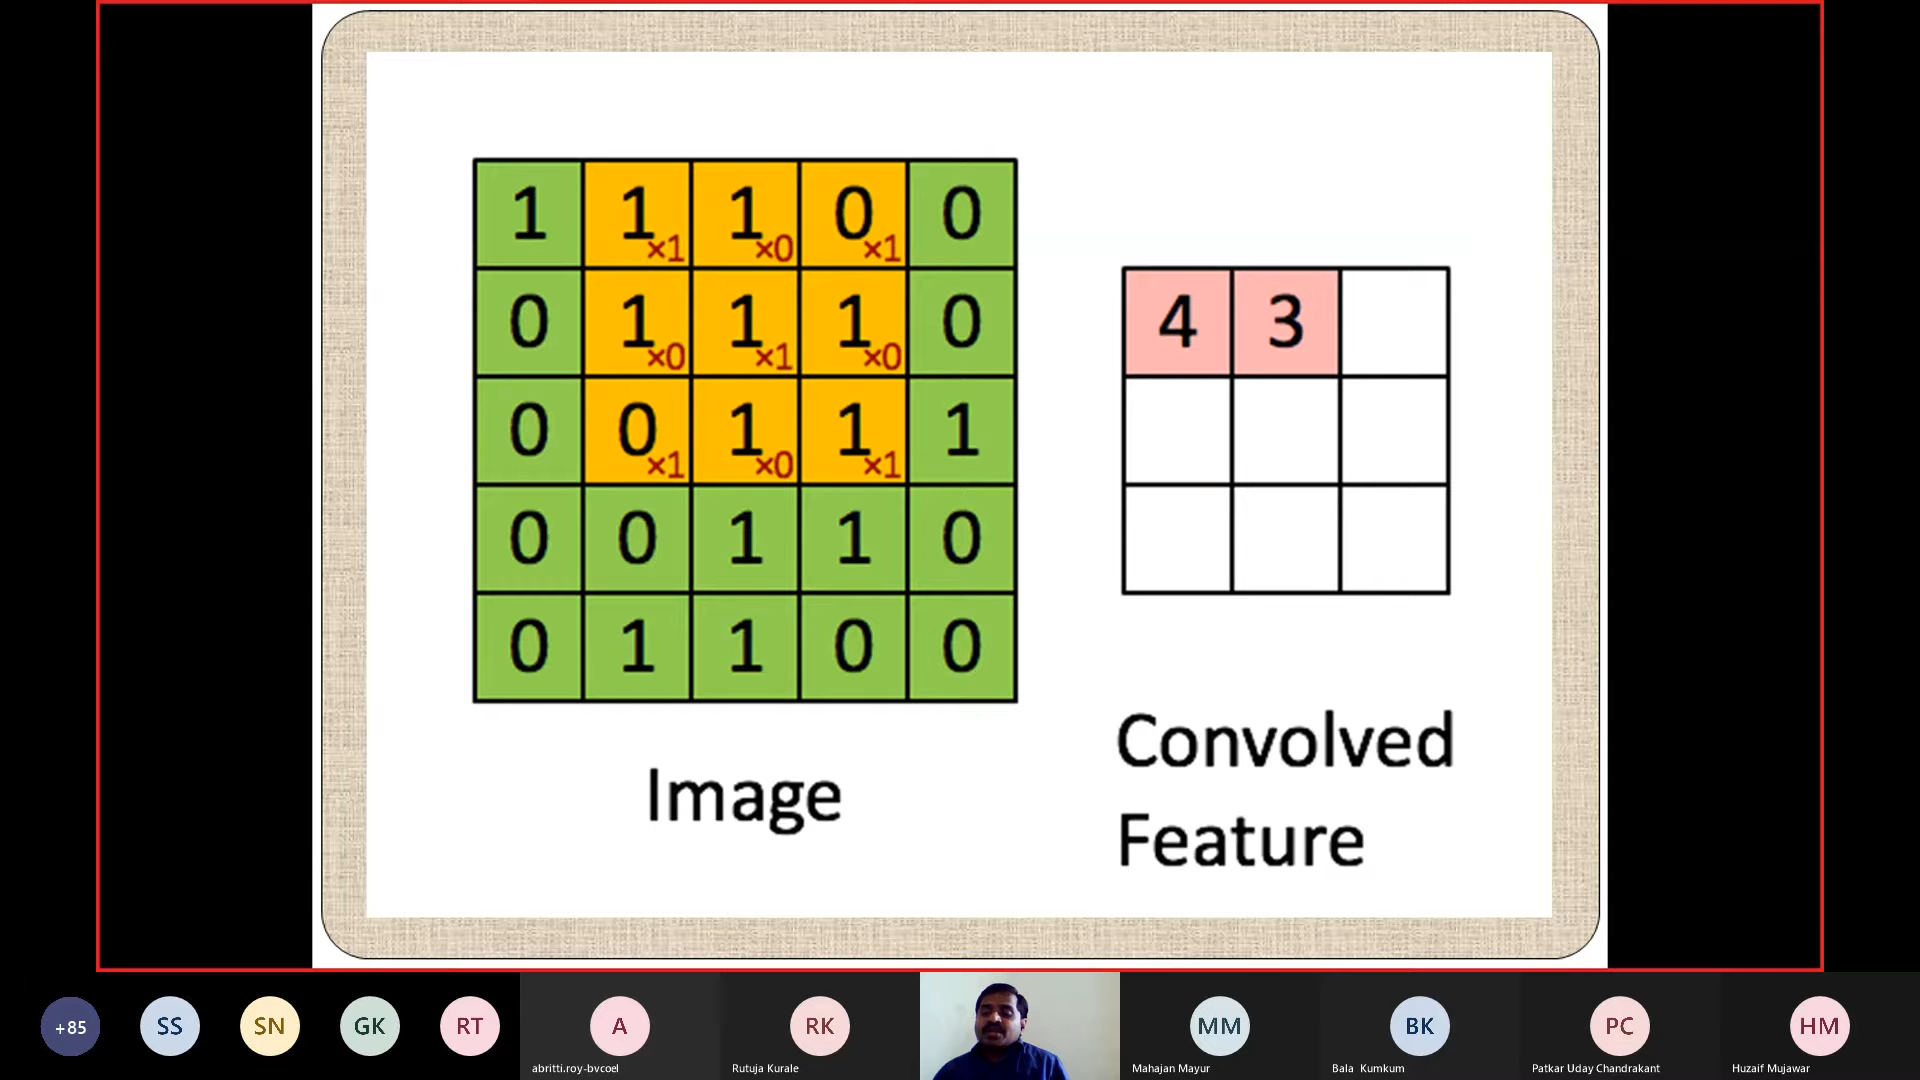 1 1×1 1×0 0×1 0
0 1×0 1×1 1×0 0
0 0×1 1×0 1×1 1
0 0 1 1 0
0 1 1 0 0
Image
4 3
Convolved
Feature
+85 SS SN GK RT A RK MM BK PC HM
abritti.roy-bvcoel Rutuja Kurale Mahajan Mayur Bala Kumkum Patkar Uday Chandrakant Huzaif Mujawar